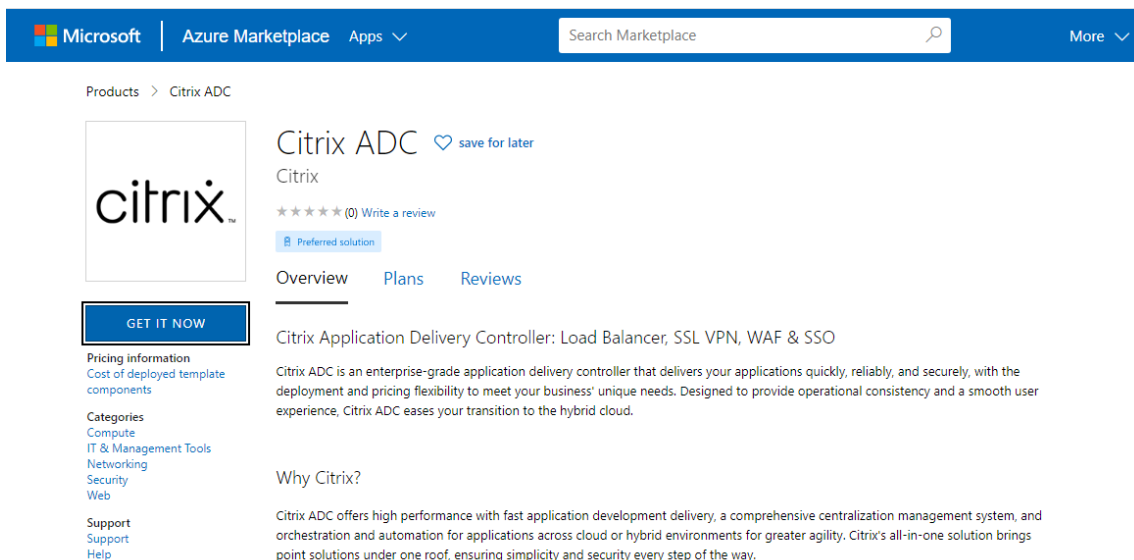 Microsoft
Azure Marketplace
Apps
Search Marketplace
More
Products > Citrix ADC
citrix™
Citrix ADC
save for later
Citrix
(0) Write a review
Preferred solution
Overview
Plans
Reviews
GET IT NOW
Pricing information
Cost of deployed template
components
Categories
Compute
IT & Management Tools
Networking
Security
Web
Support
Support
Help
Citrix Application Delivery Controller: Load Balancer, SSL VPN, WAF & SSO
Citrix ADC is an enterprise-grade application delivery controller that delivers your applications quickly, reliably, and securely, with the
deployment and pricing flexibility to meet your business' unique needs. Designed to provide operational consistency and a smooth user
experience, Citrix ADC eases your transition to the hybrid cloud.
Why Citrix?
Citrix ADC offers high performance with fast application development delivery, a comprehensive centralization management system, and
orchestration and automation for applications across cloud or hybrid environments for greater agility. Citrix's all-in-one solution brings
point solutions under one roof, ensuring simplicity and security every step of the way.